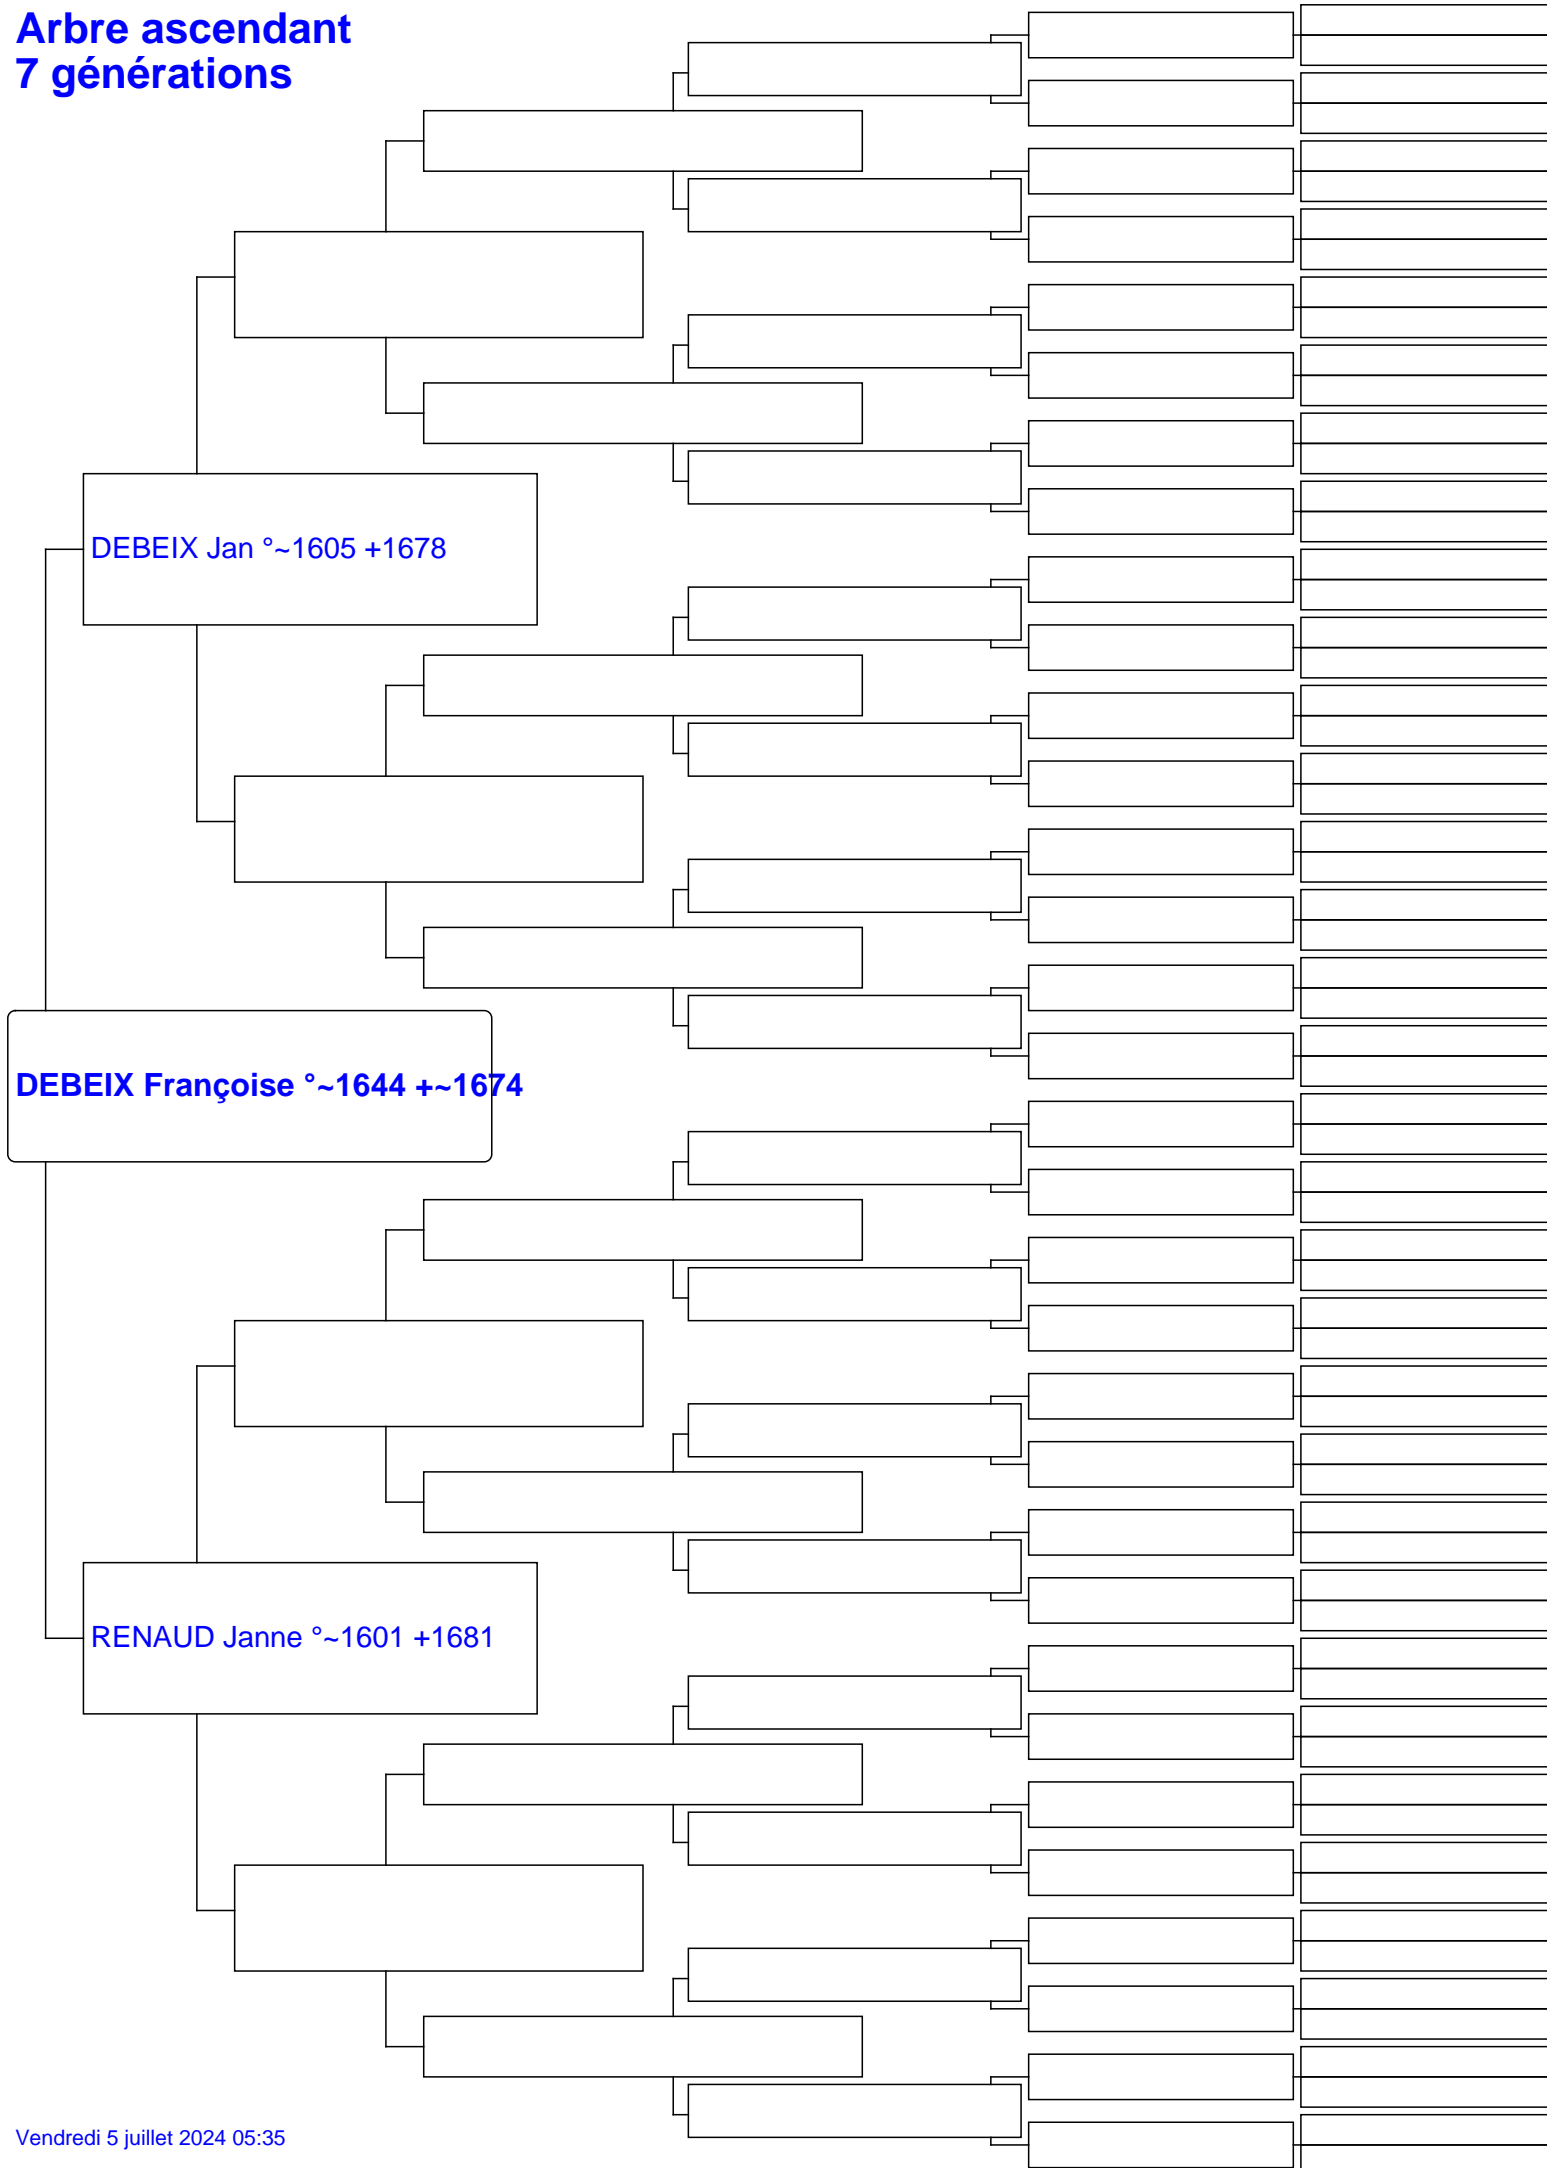 Arbre ascendant
7 générations
DEBEIX Jan °~1605 +1678
DEBEIX Françoise °~1644 +~1674
RENAUD Janne °~1601 +1681
Vendredi 5 juillet 2024 05:35